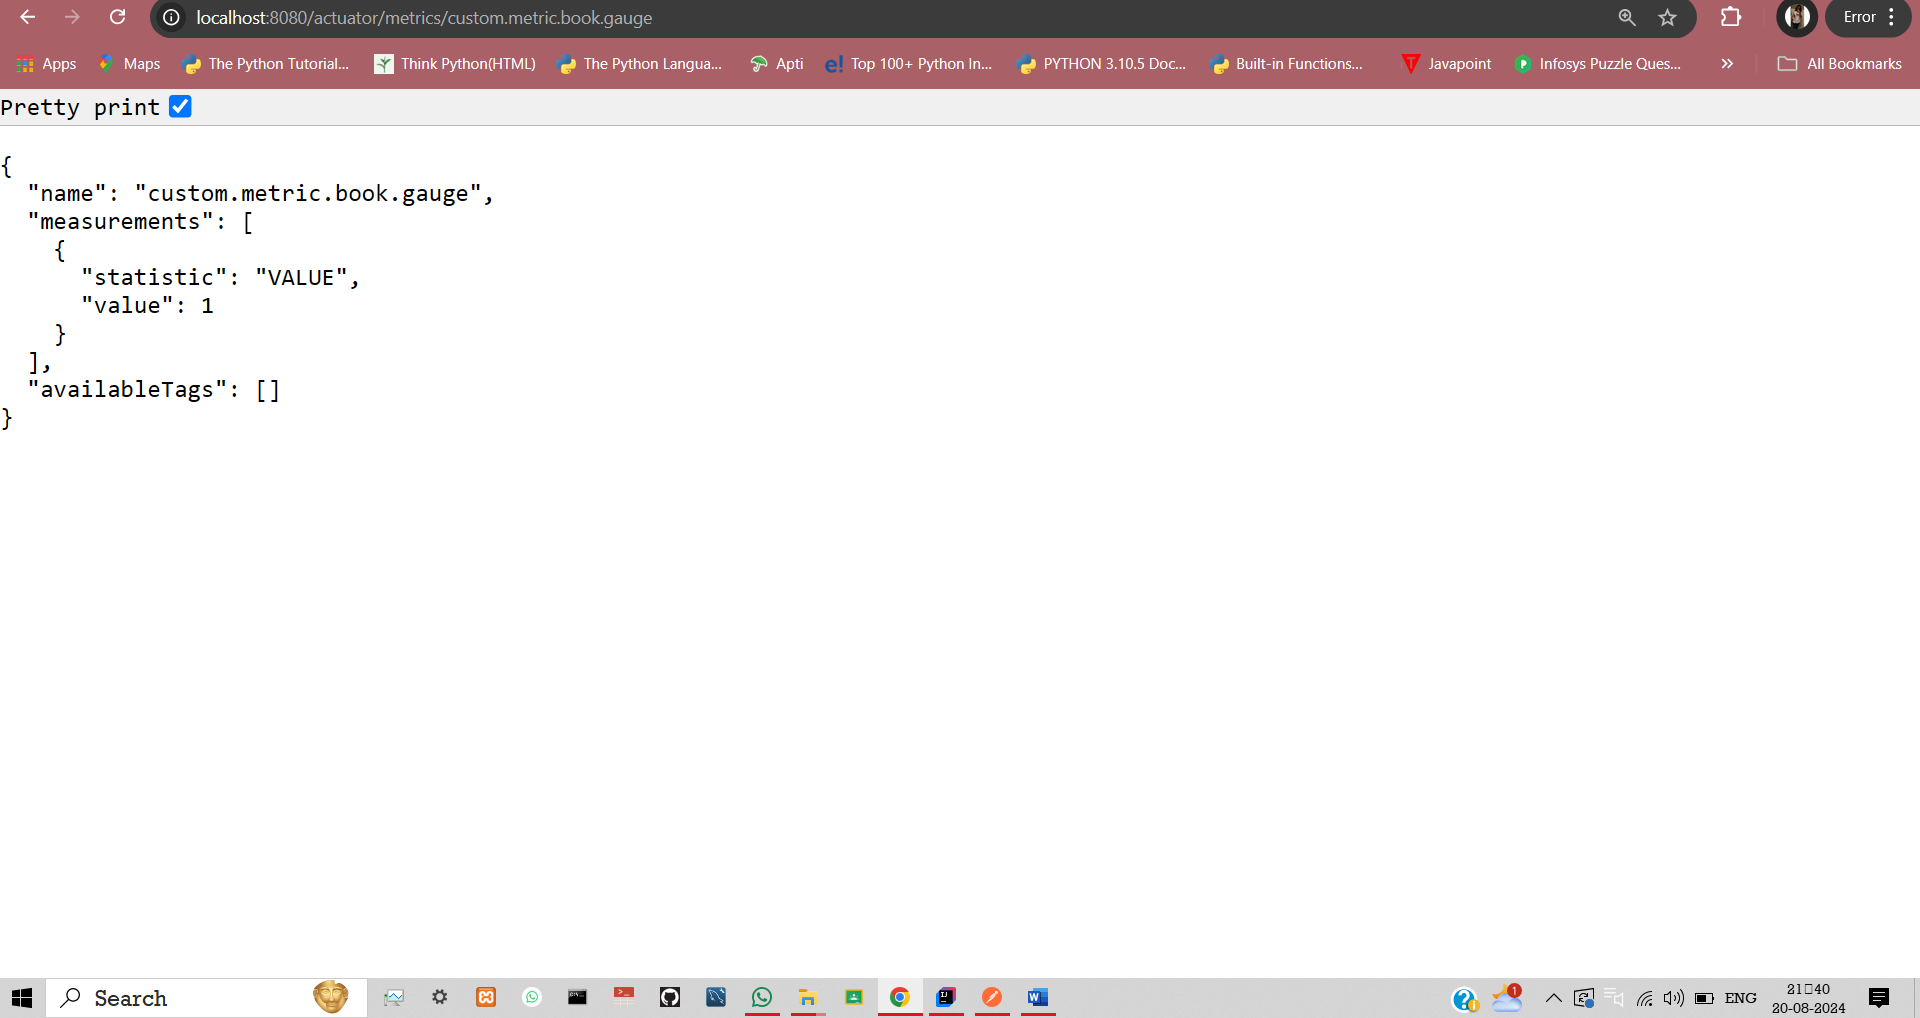 localhost:8080/actuator/metrics/custom.metric.book.gauge
Error
Apps Maps The Python Tutorial... Think Python(HTML) The Python Langua... Apti e! Top 100+ Python In... PYTHON 3.10.5 Doc... Built-in Functions... Javapoint Infosys Puzzle Ques... » All Bookmarks
Pretty print
{
"name": "custom.metric.book.gauge",
"measurements": [
{
"statistic": "VALUE",
"value": 1
}
],
"availableTags": []
}
Search
1
ENG
21▯40
20-08-2024